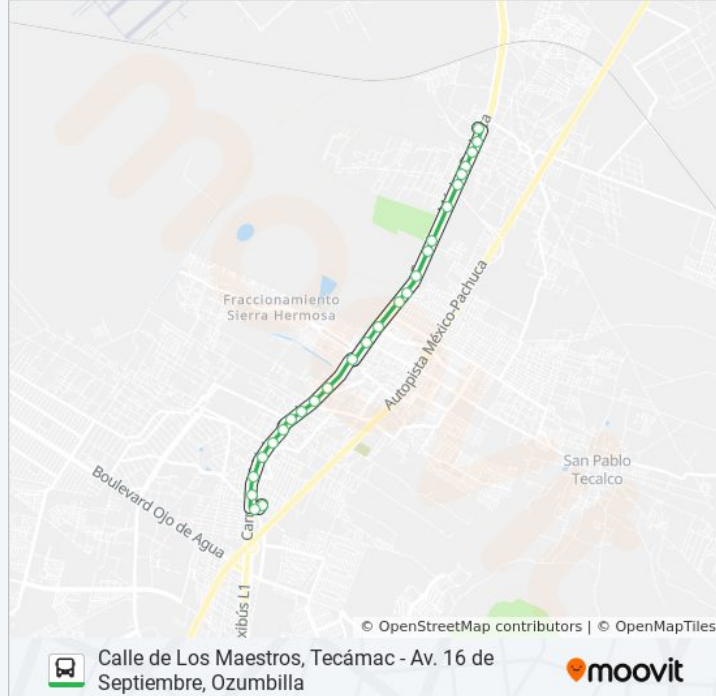 Fraccionamiento
Sierra Hermosa
Autopista México-Pachuca
San Pablo
Tecalco
Boulevard Ojo de Agua
© OpenStreetMap contributors | © OpenMapTiles
Calle de Los Maestros, Tecámac - Av. 16 de
Septiembre, Ozumbilla
moovit